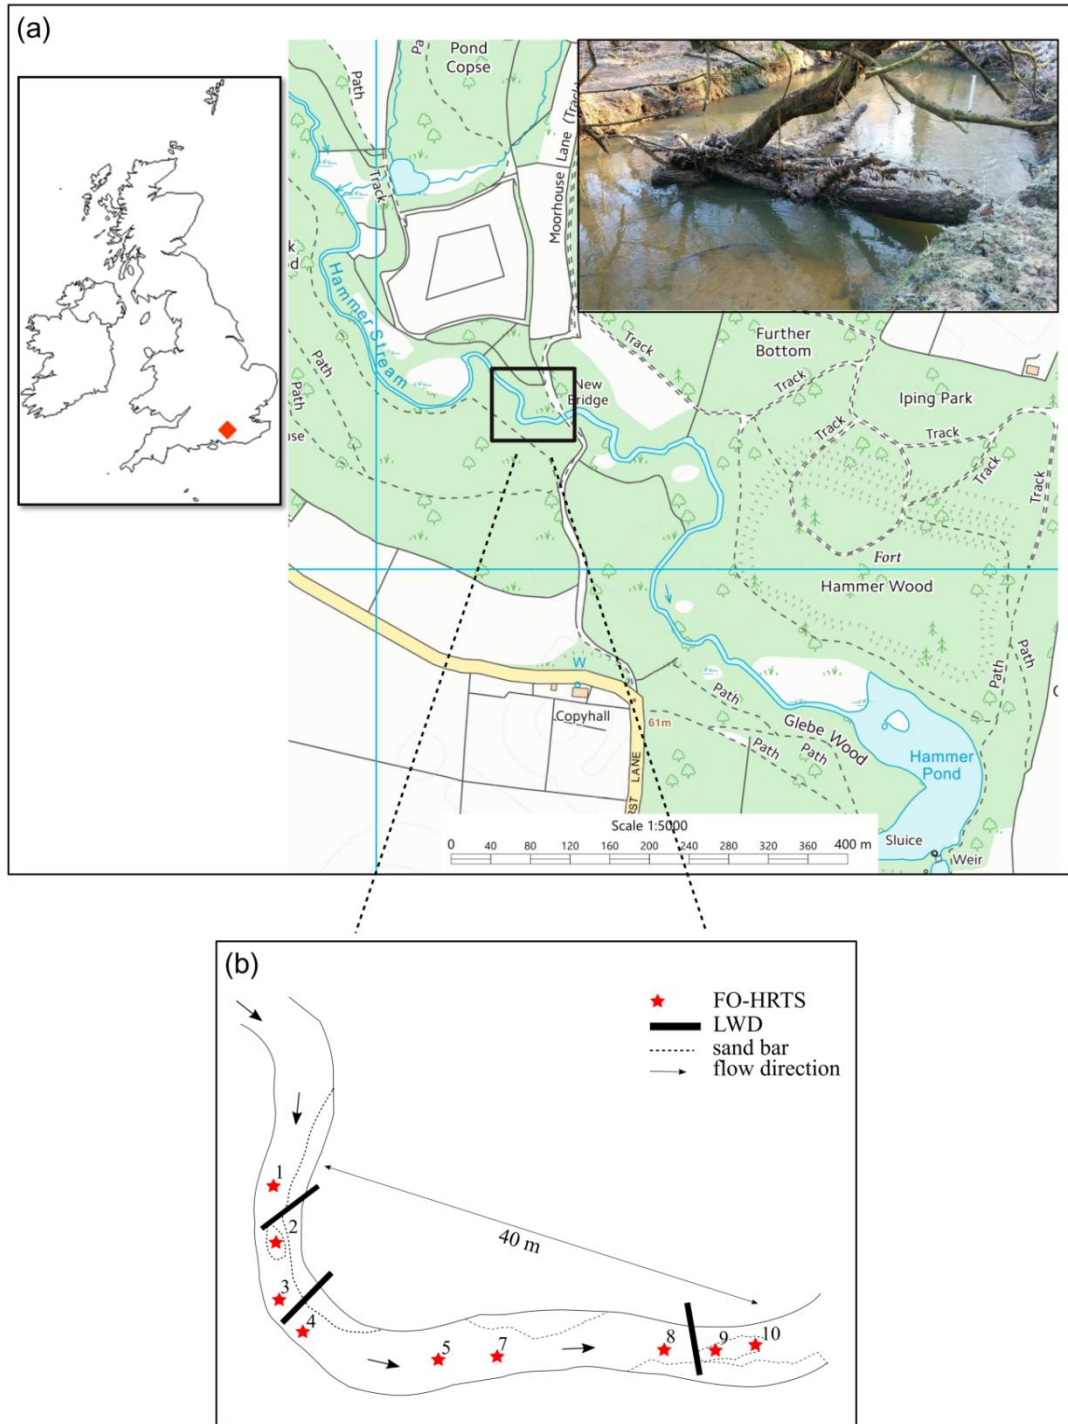 (a)
Path
Path
Pond
Copse
Track
Moorhouse Lane (Track
Hammer Stream
Path
Path
New
Bridge
Track
Further
Bottom
Track
Iping Park
Track
Track
Track
Track
Fort
Hammer Wood
Path
Path
W
Copyhall
61m
LANE
Path
Path
Path
Glebe Wood
Hammer
Pond
Sluice
Weir
Scale 1:5000
0 40 80 120 160 200 240 280 320 360 400 m
(b)
FO-HRTS
LWD
sand bar
flow direction
1
2
3
4
40 m
5
7
8
9
10